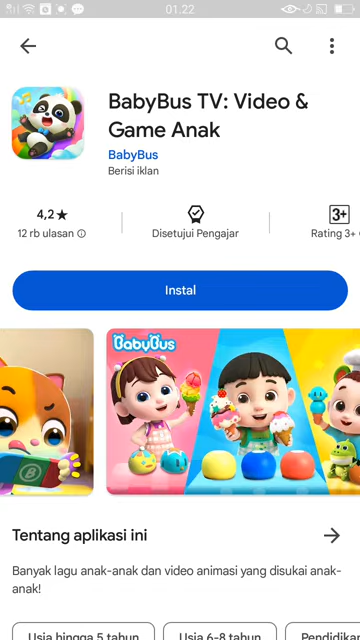 01.22
BabyBus TV: Video &
Game Anak
BabyBus
Berisi iklan
4,2★
12 rb ulasan
Disetujui Pengajar
3+
Rating 3+
Instal
BabyBus
B
Tentang aplikasi ini
Banyak lagu anak-anak dan video animasi yang disukai anak-
anak!
Usia hingga 5 tahun
Usia 6-8 tahun
Pendidikan